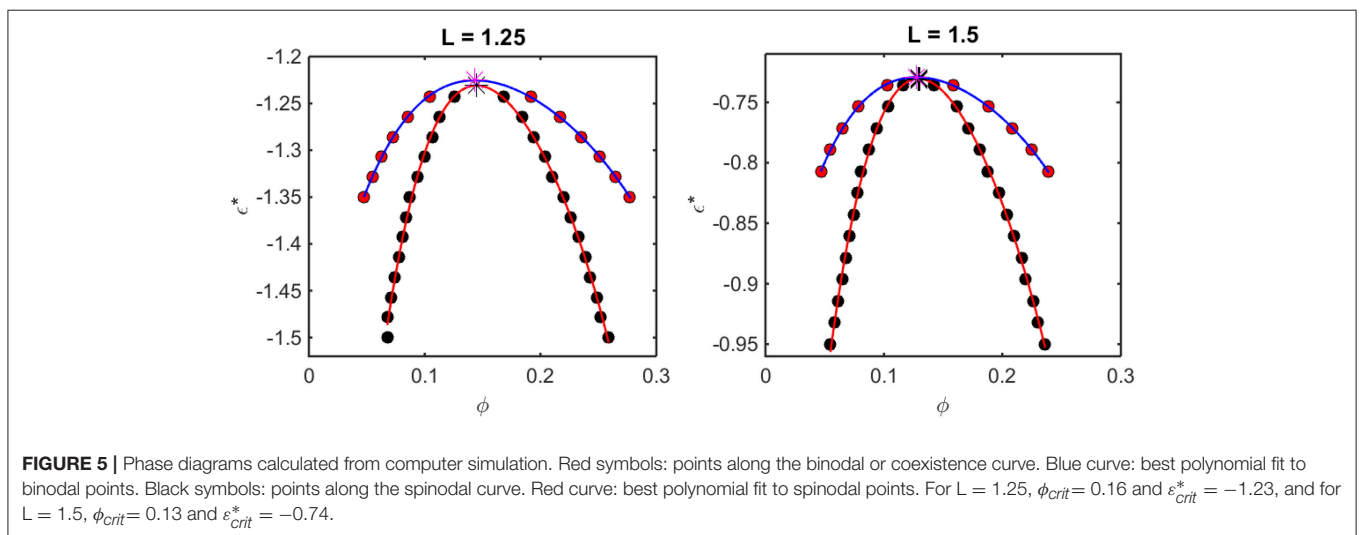 L = 1.25
-1.2
-1.25
-1.3
-1.35
-1.4
-1.45
-1.5
ϵ*
0
0.1
0.2
0.3
ϕ
L = 1.5
-0.75
-0.8
-0.85
-0.9
-0.95
ϵ*
0
0.1
0.2
0.3
ϕ
FIGURE 5 | Phase diagrams calculated from computer simulation. Red symbols: points along the binodal or coexistence curve. Blue curve: best polynomial fit to
binodal points. Black symbols: points along the spinodal curve. Red curve: best polynomial fit to spinodal points. For L = 1.25, ϕcrit= 0.16 and ε*crit = −1.23, and for
L = 1.5, ϕcrit= 0.13 and ε*crit = −0.74.